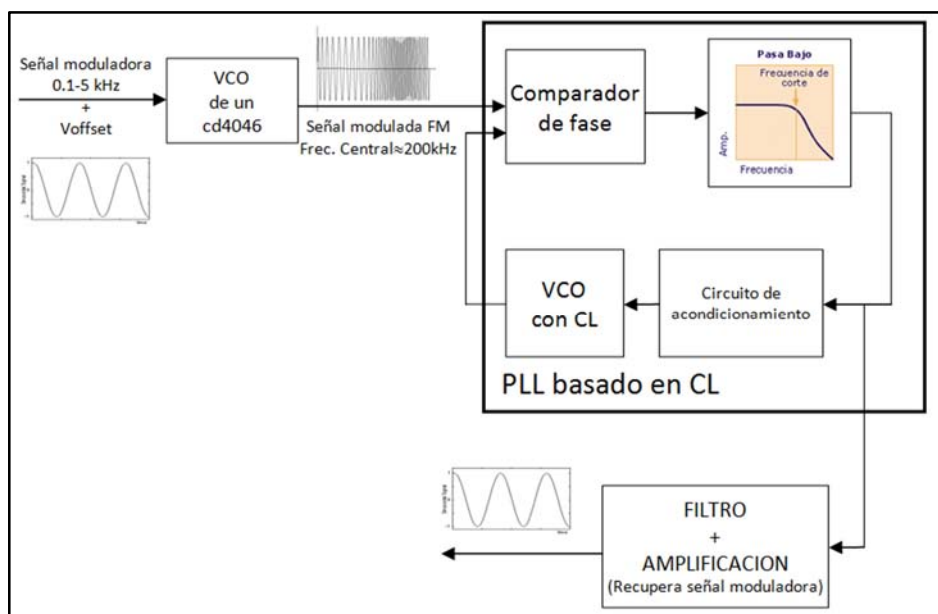 Señal moduladora
0.1-5 kHz
+
Voffset
VCO
de un
cd4046
Señal modulada FM
Frec. Central≈200kHz
Comparador
de fase
Pasa Bajo
Frecuencia de
corte
Amp.
Frecuencia
VCO
con CL
Circuito de
acondicionamiento
PLL basado en CL
FILTRO
+
AMPLIFICACION
(Recupera señal moduladora)